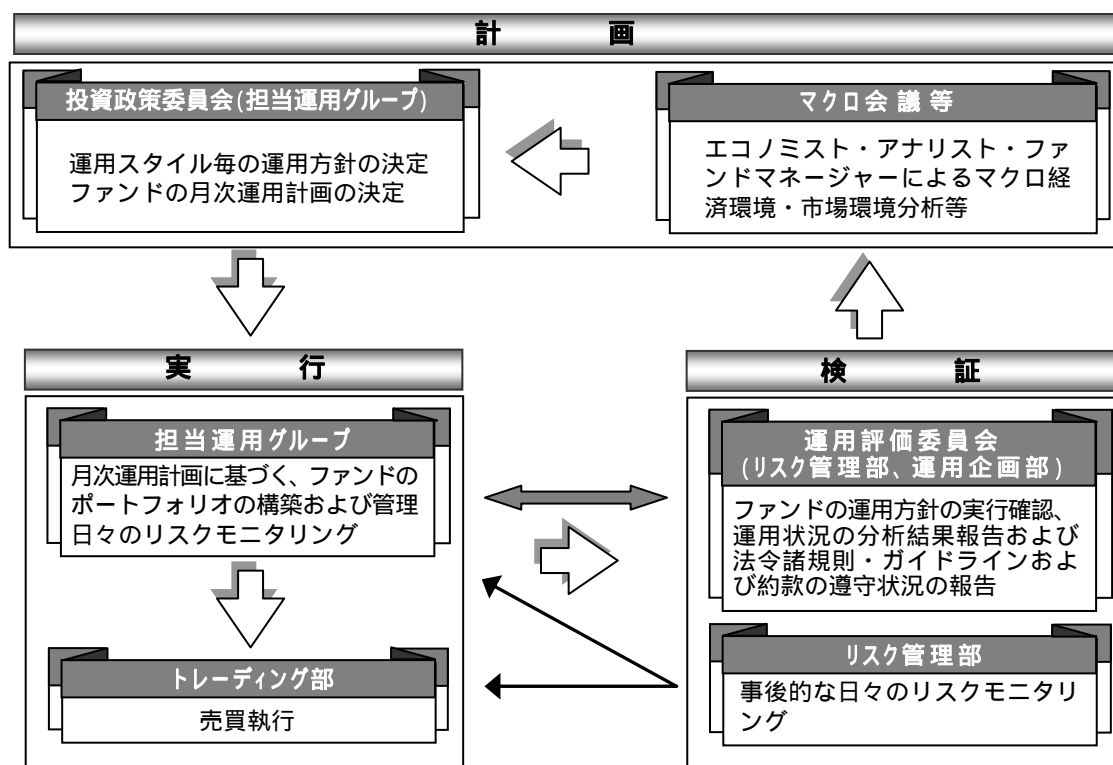 計 画
投資政策委員会(担当運用グループ)
運用スタイル毎の運用方針の決定
ファンドの月次運用計画の決定
マクロ会議等
エコノミスト・アナリスト・ファ
ンドマネージャーによるマクロ経
済環境・市場環境分析等
実 行
担当運用グループ
月次運用計画に基づく、ファンドの
ポートフォリオの構築および管理
日々のリスクモニタリング
トレーディング部
売買執行
検 証
運用評価委員会
(リスク管理部、運用企画部)
ファンドの運用方針の実行確認、
運用状況の分析結果報告および
法令諸規則・ガイドラインおよ
び約款の遵守状況の報告
リスク管理部
事後的な日々のリスクモニタリ
ング